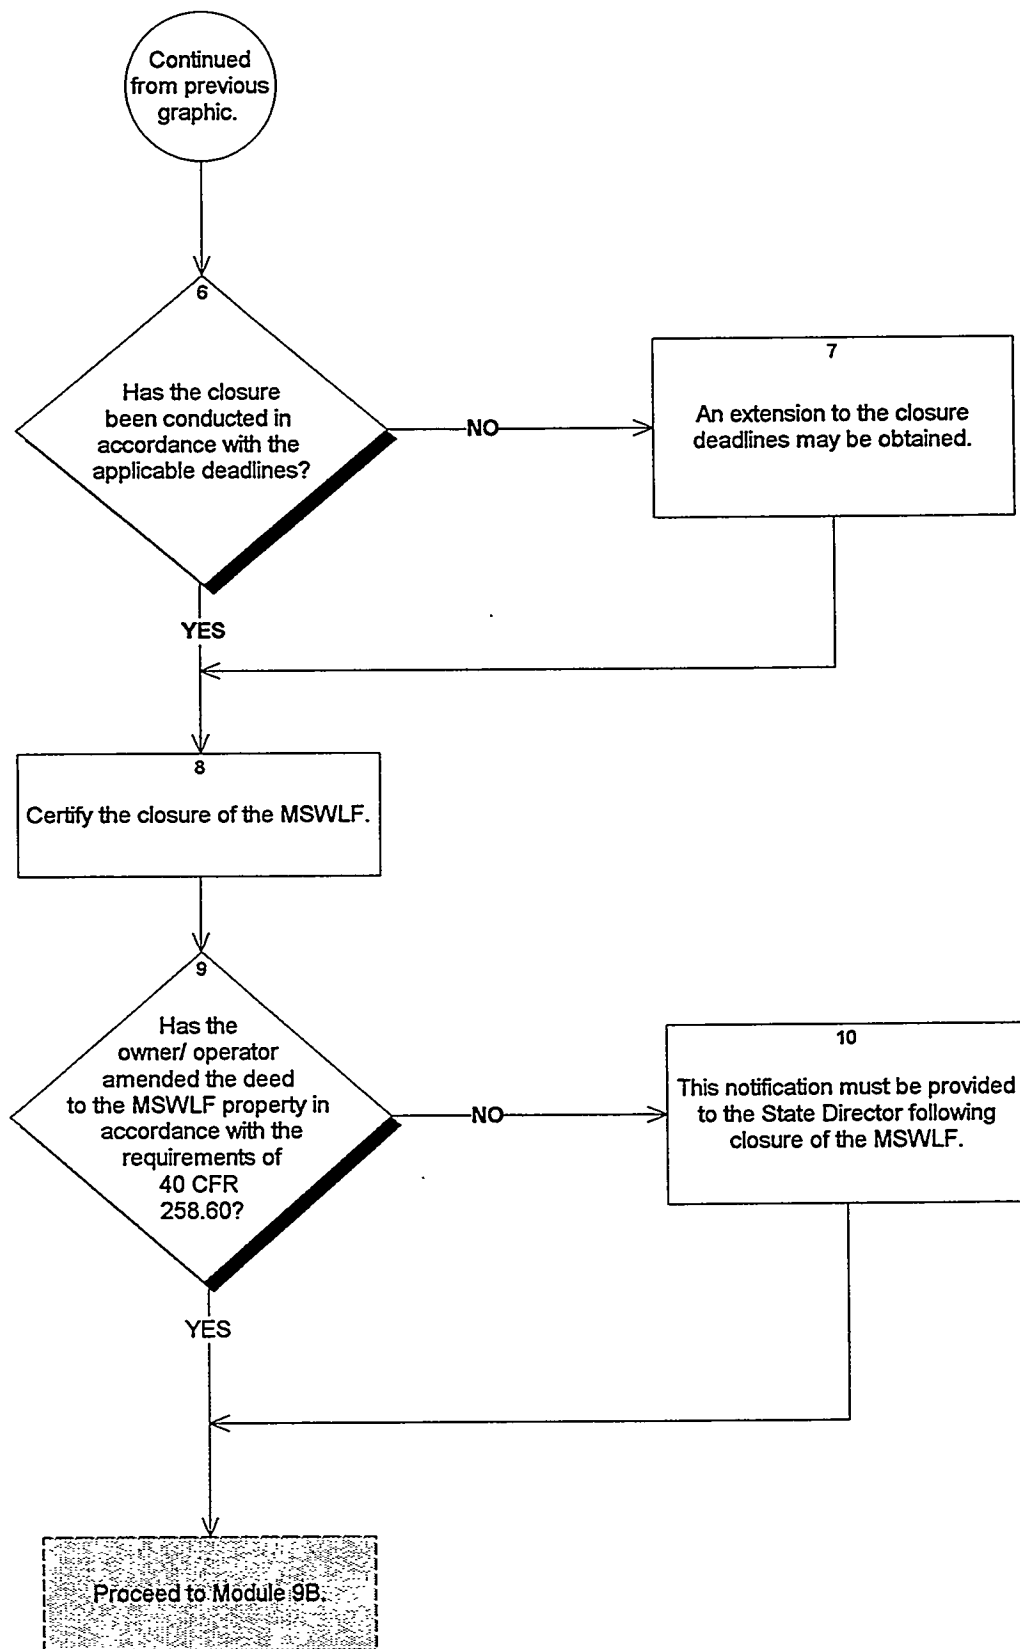 Continued
from previous
graphic.
6
Has the closure
been conducted in
accordance with the
applicable deadlines?
NO
7
An extension to the closure
deadlines may be obtained.
YES
8
Certify the closure of the MSWLF.
9
Has the
owner/ operator
amended the deed
to the MSWLF property in
accordance with the
requirements of
40 CFR
258.60?
NO
10
This notification must be provided
to the State Director following
closure of the MSWLF.
YES
Proceed to Module 9B.